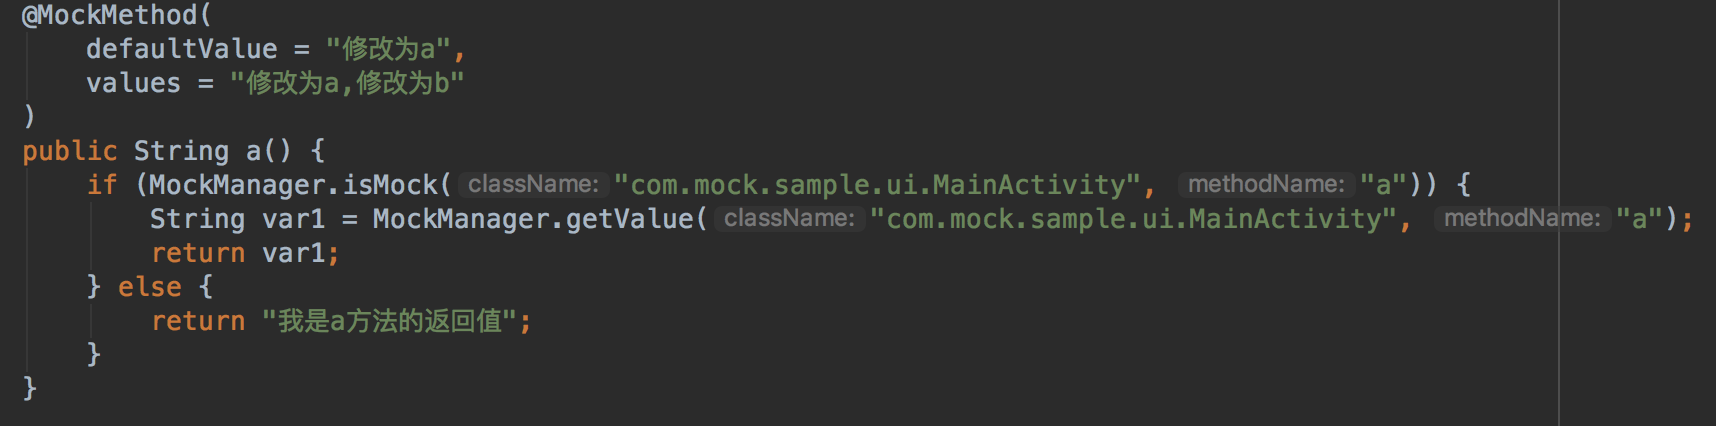 @MockMethod(
defaultValue = "修改为a",
values = "修改为a,修改为b"
)
public String a() {
if (MockManager.isMock( className: "com.mock.sample.ui.MainActivity", methodName: "a")) {
String var1 = MockManager.getValue( className: "com.mock.sample.ui.MainActivity", methodName: "a");
return var1;
} else {
return "我是a方法的返回值";
}
}